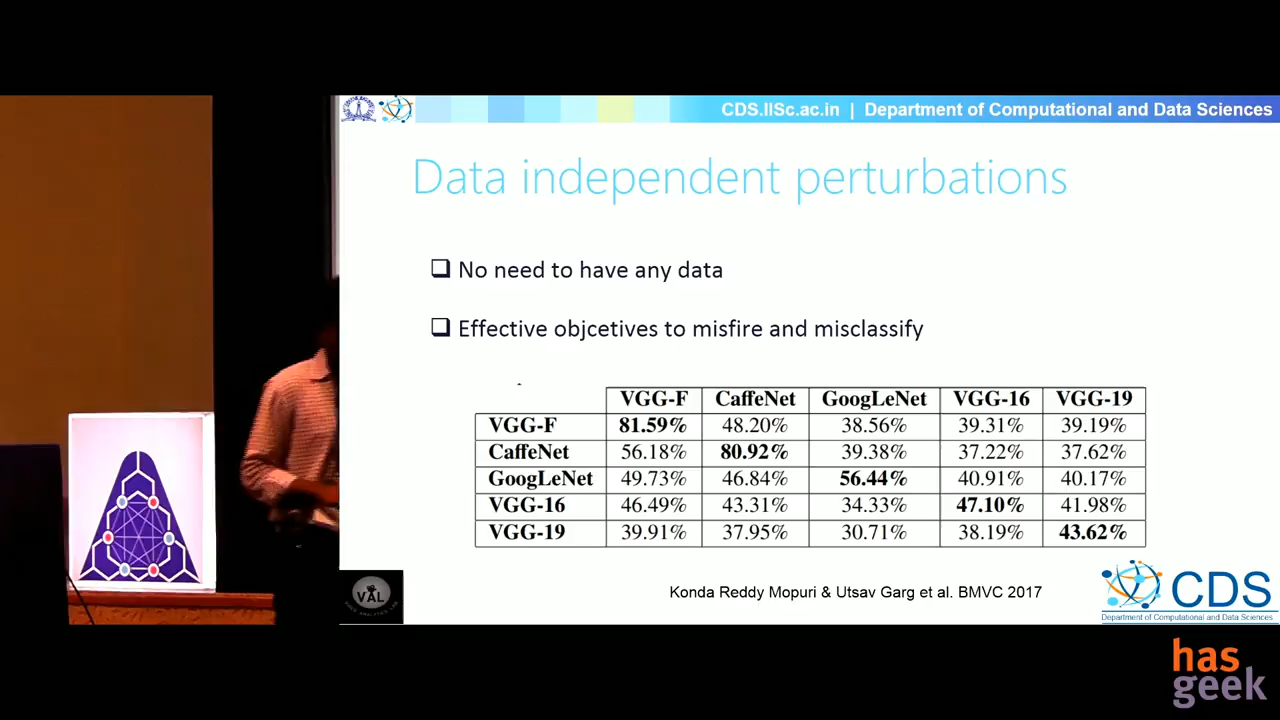 CDS.IISc.ac.in | Department of Computational and Data Sciences
Data independent perturbations
❑ No need to have any data
❑ Effective objcetives to misfire and misclassify
VGG-F CaffeNet GoogLeNet VGG-16 VGG-19
VGG-F 81.59% 48.20% 38.56% 39.31% 39.19%
CaffeNet 56.18% 80.92% 39.38% 37.22% 37.62%
GoogLeNet 49.73% 46.84% 56.44% 40.91% 40.17%
VGG-16 46.49% 43.31% 34.33% 47.10% 41.98%
VGG-19 39.91% 37.95% 30.71% 38.19% 43.62%
Konda Reddy Mopuri & Utsav Garg et al. BMVC 2017
VAL
CDS
Department of Computational and Data Sciences
has
geek